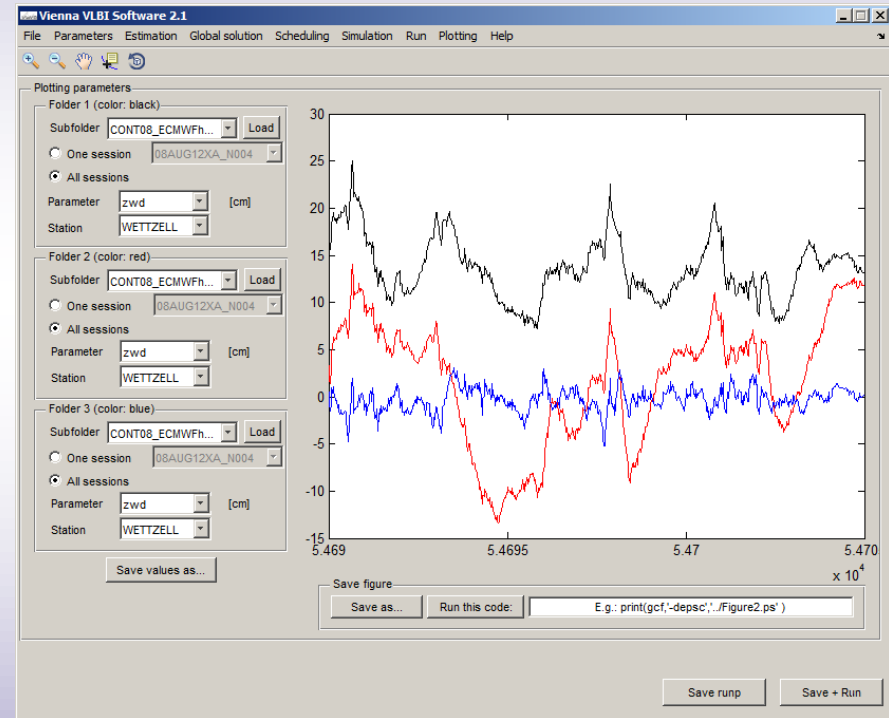 Vienna VLBI Software 2.1
File Parameters Estimation Global solution Scheduling Simulation Run Plotting Help
Plotting parameters
Folder 1 (color: black)
Subfolder CONT08_ECMWFh... Load
One session 08AUG12XA_N004
All sessions
Parameter zwd [cm]
Station WETTZELL
Folder 2 (color: red)
Subfolder CONT08_ECMWFh... Load
One session 08AUG12XA_N004
All sessions
Parameter zwd [cm]
Station WETTZELL
Folder 3 (color: blue)
Subfolder CONT08_ECMWFh... Load
One session 08AUG12XA_N004
All sessions
Parameter zwd [cm]
Station WETTZELL
Save values as...
30
25
20
15
10
5
0
-5
-10
-15
5.469 5.4695 5.47 5.470
x 10^4
Save figure
Save as... Run this code: E.g.: print(gcf,'-depsc','../Figure2.ps' )
Save runp Save + Run